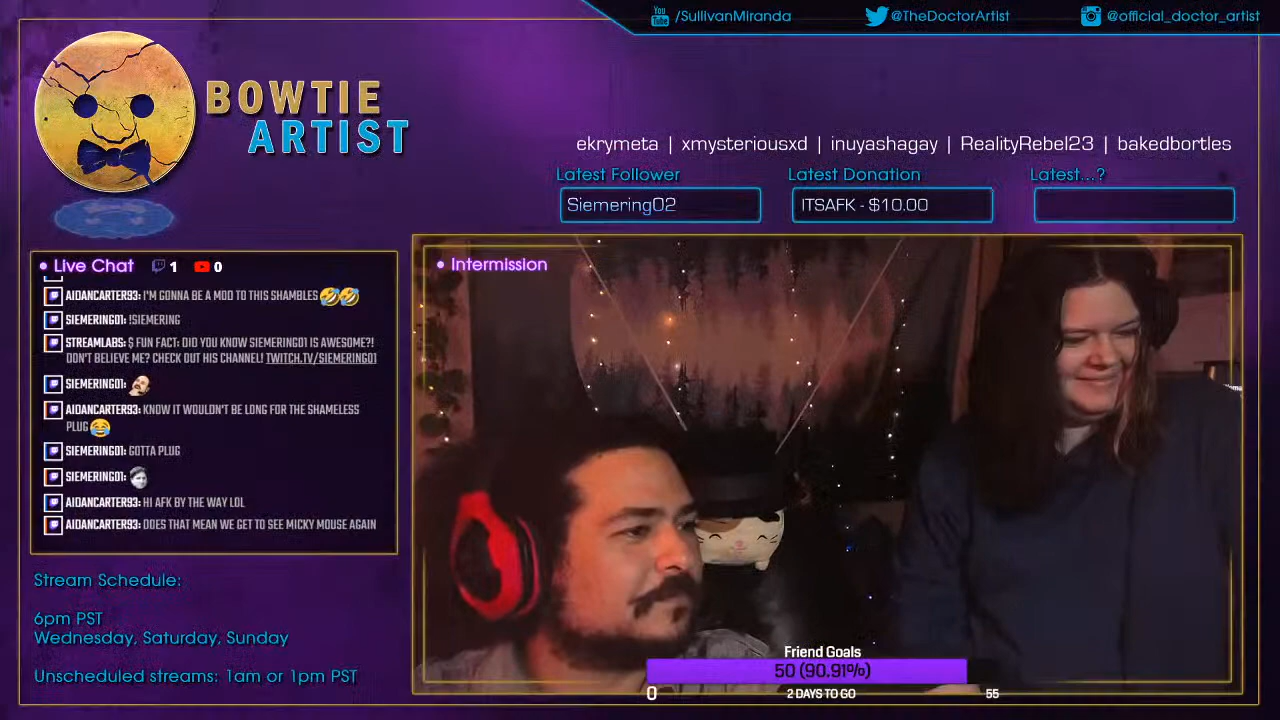 /SullivanMiranda
@TheDoctorArtist
@official_doctor_artist
BOWTIE
ARTIST
ekrymeta | xmysteriousxd | inuyashagay | RealityRebel23 | bakedbortles
Latest Follower
Siemering02
Latest Donation
ITSAFK - $10.00
Latest...?
• Live Chat 1 0
AIDANCARTER93: I'M GONNA BE A MOD TO THIS SHAMBLES 🤣🤣
SIEMERING01: !SIEMERING
STREAMLABS: $ FUN FACT: DID YOU KNOW SIEMERING01 IS AWESOME?!
DON'T BELIEVE ME? CHECK OUT HIS CHANNEL! TWITCH.TV/SIEMERING01
SIEMERING01:
AIDANCARTER93: KNOW IT WOULDN'T BE LONG FOR THE SHAMELESS
PLUG 😂
SIEMERING01: GOTTA PLUG
SIEMERING01:
AIDANCARTER93: HI AFK BY THE WAY LOL
AIDANCARTER93: DOES THAT MEAN WE GET TO SEE MICKY MOUSE AGAIN
Stream Schedule:
6pm PST
Wednesday, Saturday, Sunday
Unscheduled streams: 1am or 1pm PST
• Intermission
Friend Goals
50 (90.91%)
0 2 DAYS TO GO 55